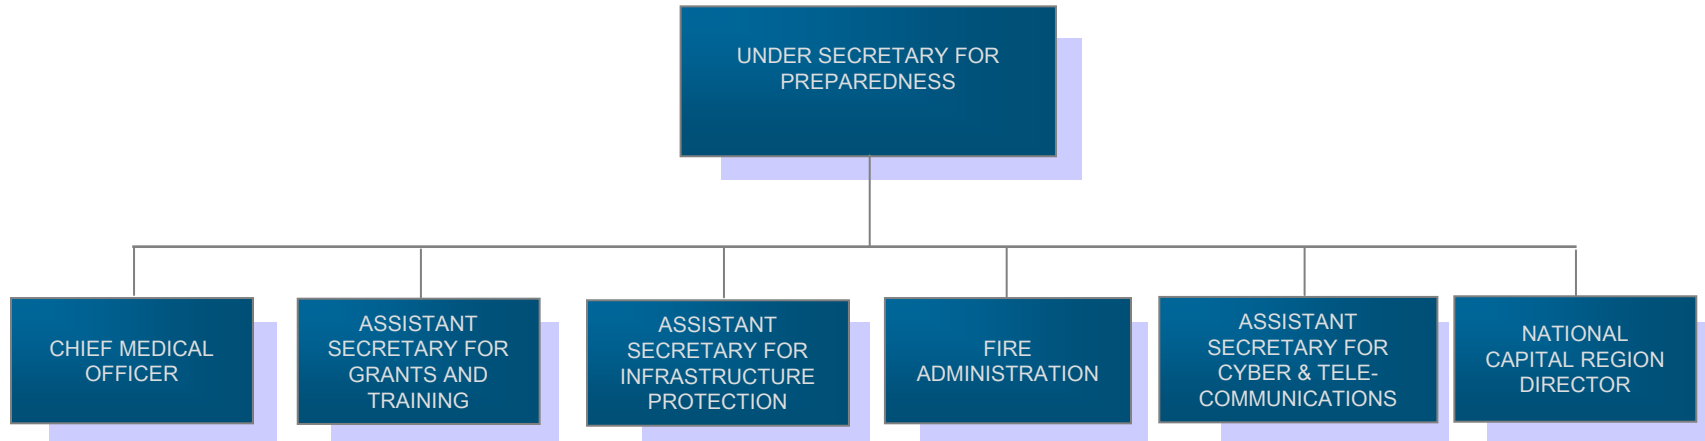 UNDER SECRETARY FOR
PREPAREDNESS
CHIEF MEDICAL
OFFICER
ASSISTANT
SECRETARY FOR
GRANTS AND
TRAINING
ASSISTANT
SECRETARY FOR
INFRASTRUCTURE
PROTECTION
FIRE
ADMINISTRATION
ASSISTANT
SECRETARY FOR
CYBER & TELE-
COMMUNICATIONS
NATIONAL
CAPITAL REGION
DIRECTOR